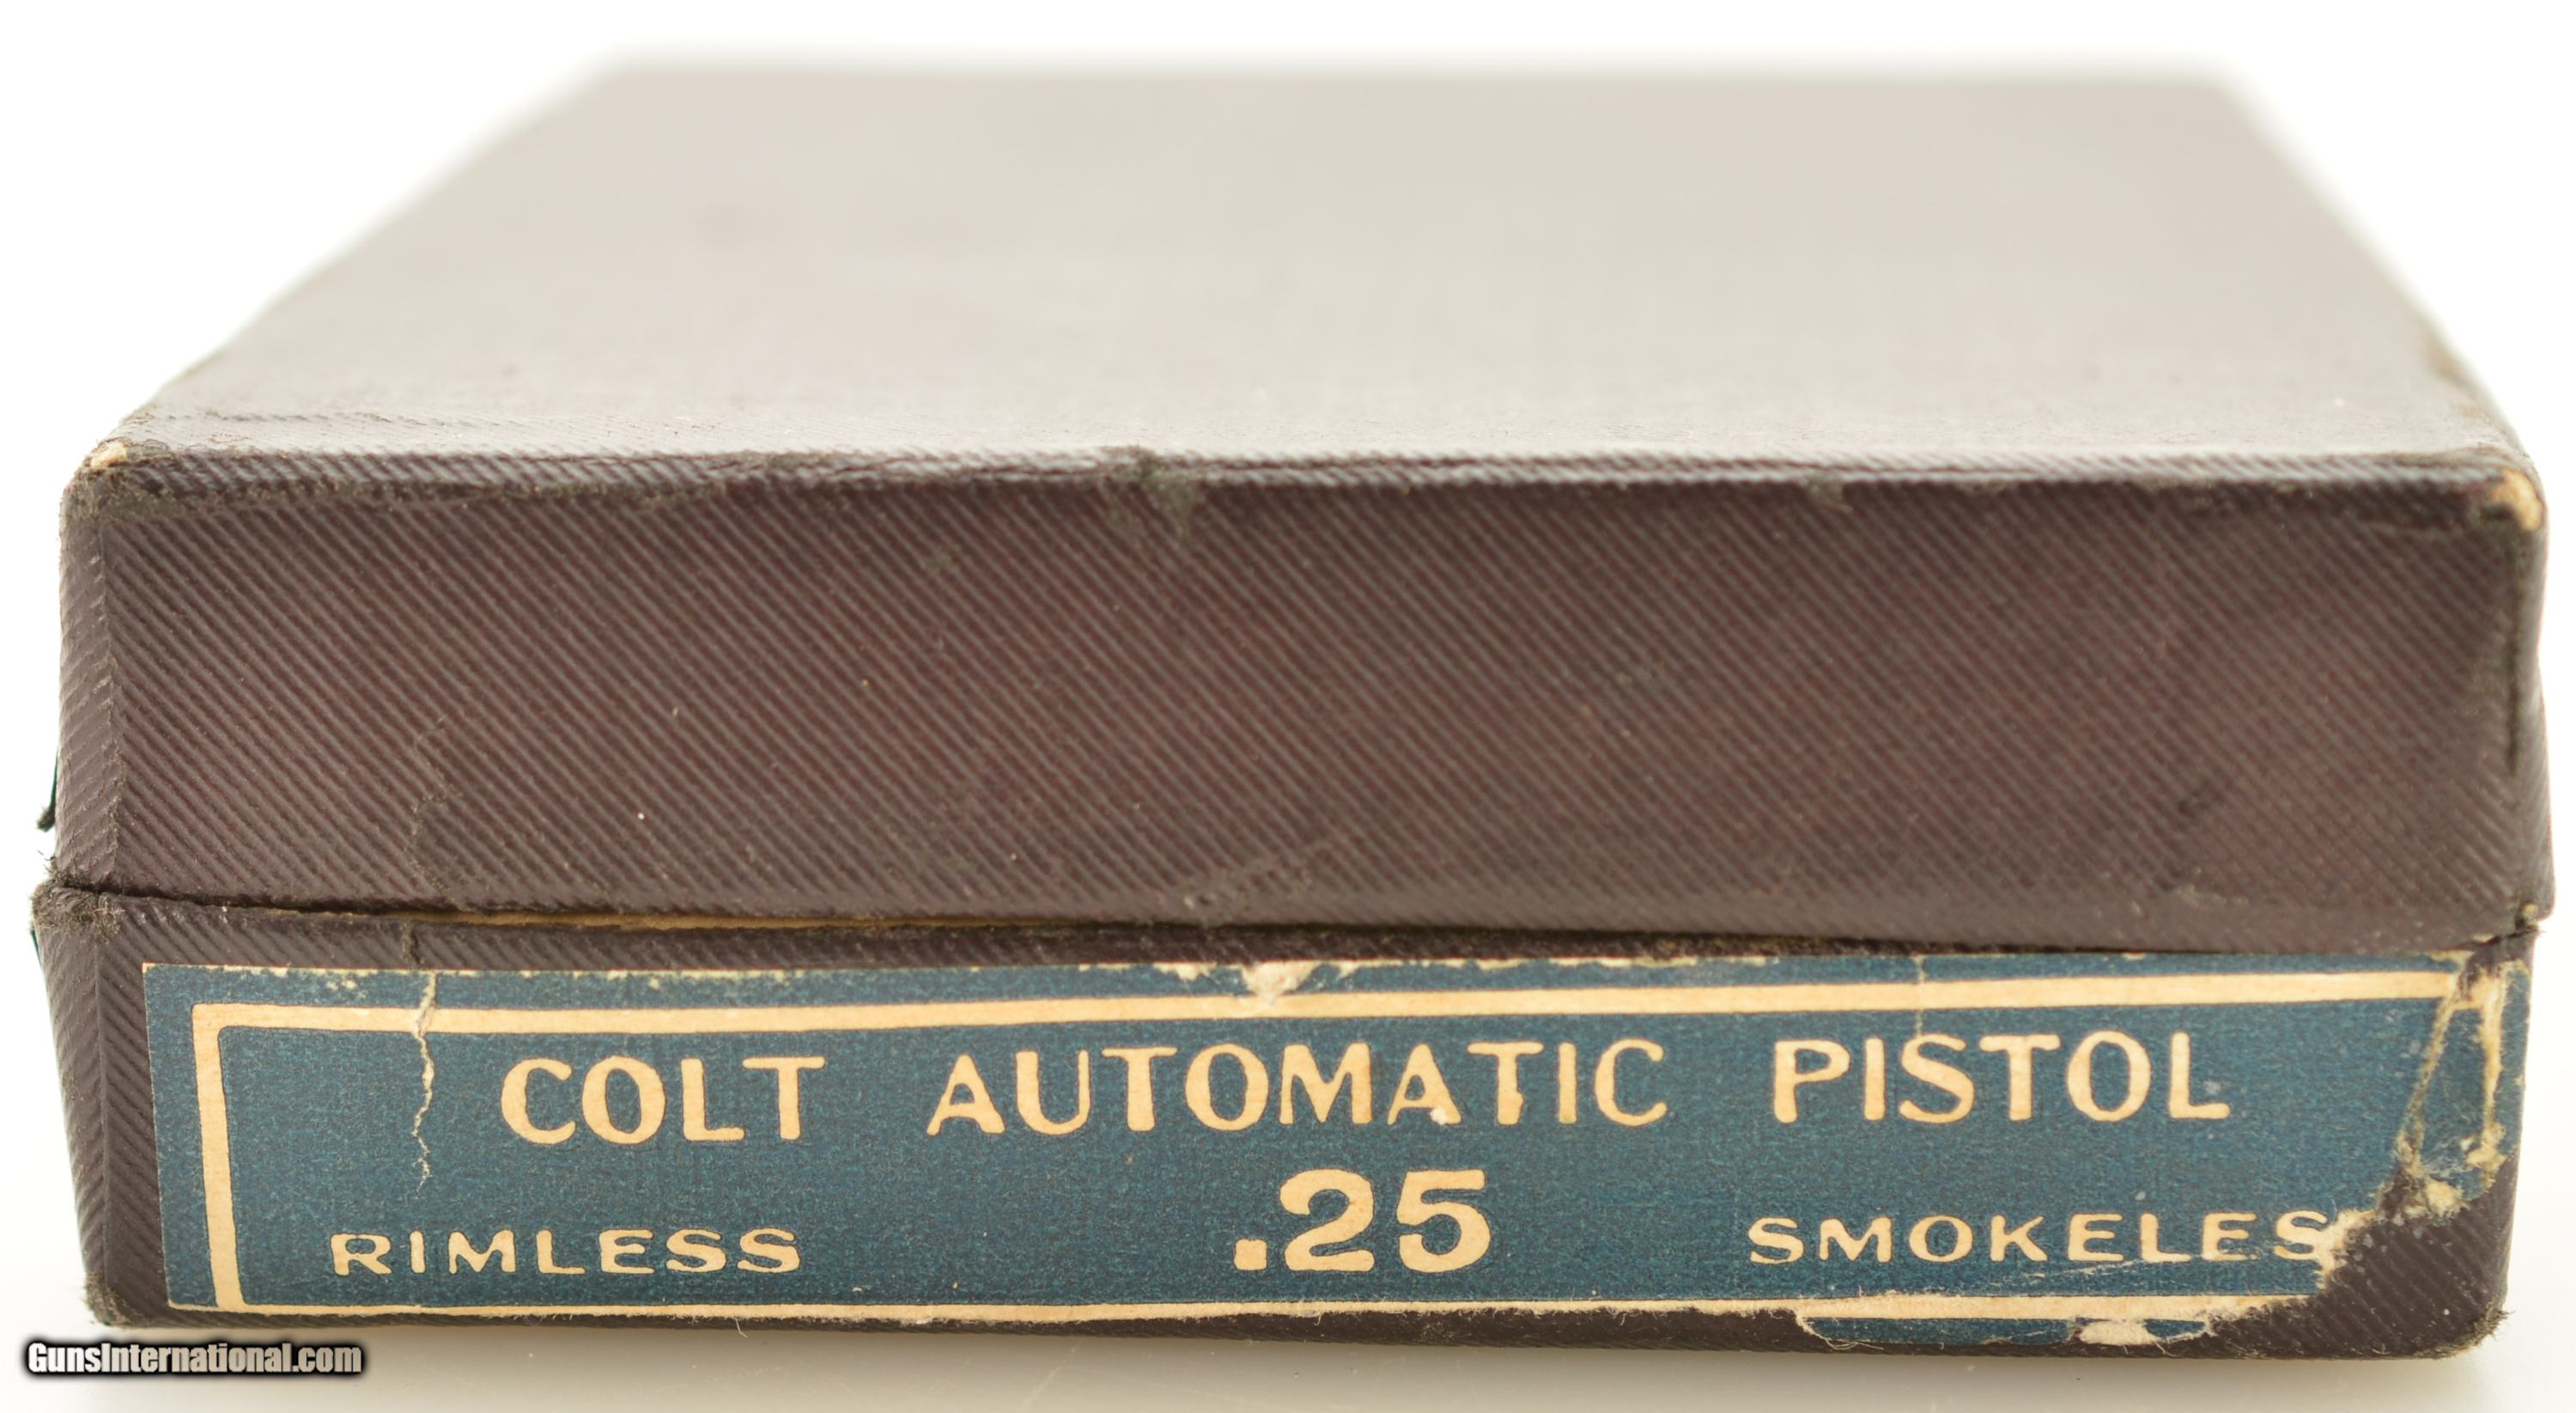 COLT AUTOMATIC PISTOL
.25
RIMLESS SMOKELES
GunsInternational.com